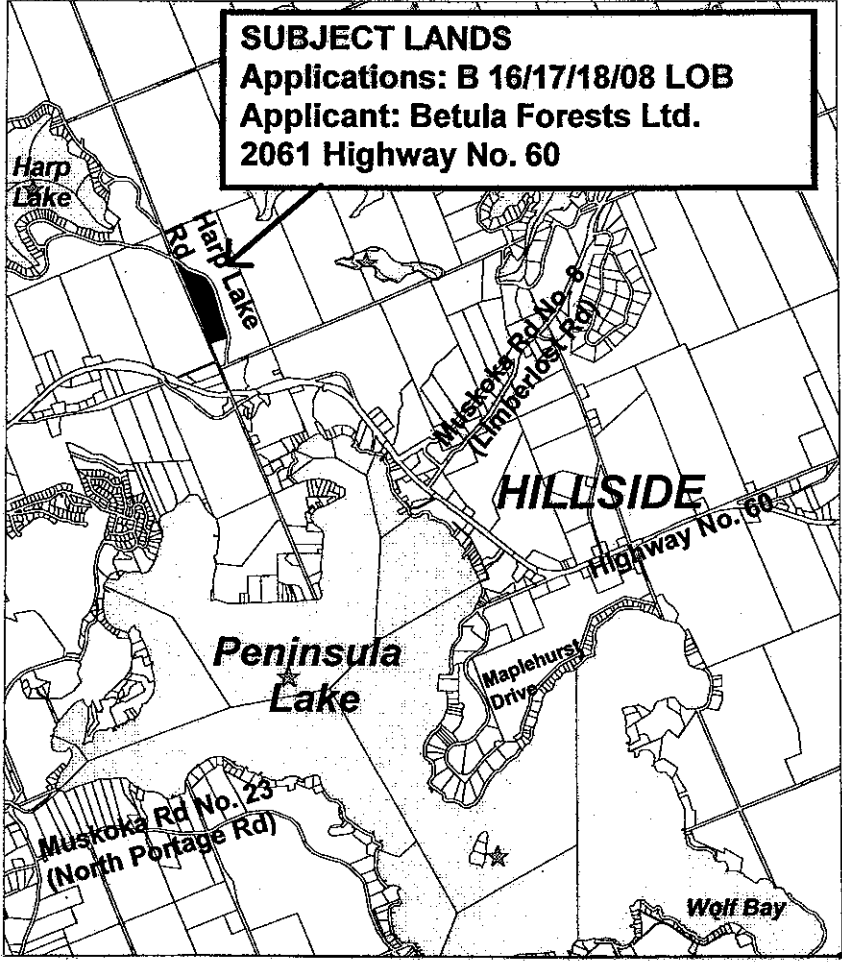 SUBJECT LANDS
Applications: B 16/17/18/08 LOB
Applicant: Betula Forests Ltd.
2061 Highway No. 60
Harp
Lake
Harp Lake
Rd
Muskoka Rd No. 8
(Limberlost Rd)
HILLSIDE
Highway No. 60
Peninsula
Lake
Maplehurst
Drive
Muskoka Rd No. 23
(North Portage Rd)
Wolf Bay